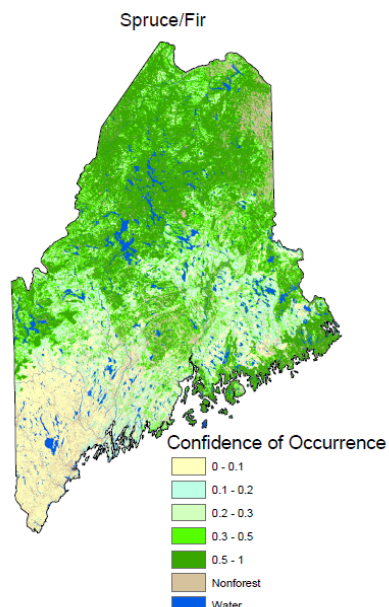 Spruce/Fir
Confidence of Occurrence
0 - 0.1
0.1 - 0.2
0.2 - 0.3
0.3 - 0.5
0.5 - 1
Nonforest
Water